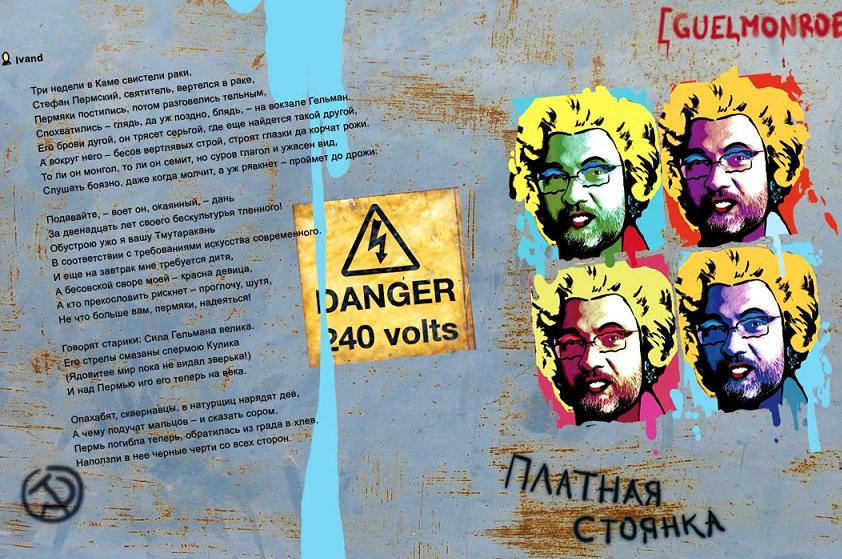 Ivand
Три недели в Каме свистели раки,
Стефан Пермский, святитель, вертелся в раке,
Пермяки постились, потом разговелись тельным,
Спохватились – глядь, да уж поздно, блядь, – на вокзале Гельман.
Его брови дугой, он трясет серьгой, где еще найдется такой другой,
А вокруг него – бесов вертлявых строй, строят глазки да корчат рожи.
То ли он монгол, то ли он семит, но суров глагол и ужасен вид,
Слушать боязно, даже когда молчит, а уж рявкнет – проймет до дрожи:
Подавайте, – воет он, окаянный, – дань
За двенадцать лет своего бескультурья тленного!
Обустрою ужо я вашу Тмутаракань
В соответствии с требованиями искусства современного.
И еще на завтрак мне требуется дитя,
А бесовской своре моей – красна девица,
А кто прекословить рискнет – проглочу, шутя,
Не что больше вам, пермяки, надеяться!
Говорят старики: Сила Гельмана велика.
Его стрелы смазаны спермою Кулика
(Ядовитее мир пока не видал зверька!)
И над Пермью иго его теперь на века.
Опахабят, сквернавцы, в натурщиц нарядят дев,
А чему подучат мальцов – и сказать сором.
Пермь погибла теперь, обратилась из града в хлев,
Наползли в нее черные черти со всех сторон.
DANGER
240 volts
[GUELMONROE
ПЛАТНАЯ
СТОЯНКА